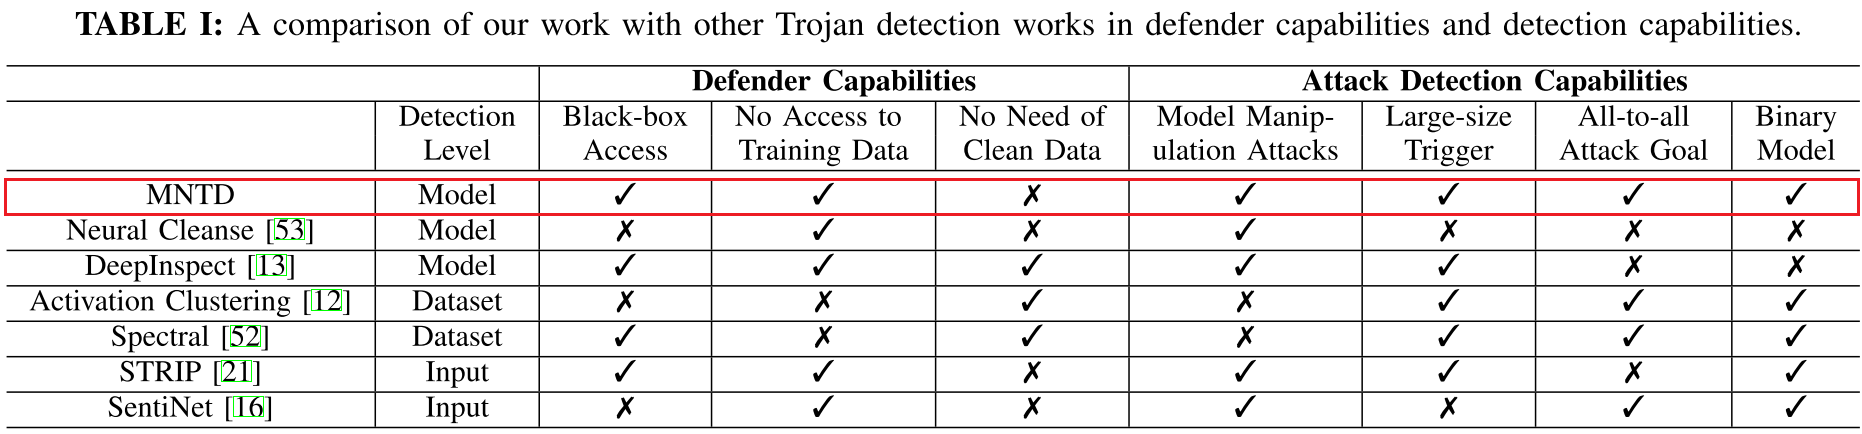 TABLE I: A comparison of our work with other Trojan detection works in defender capabilities and detection capabilities.
Defender Capabilities Attack Detection Capabilities
Detection Level Black-box Access No Access to Training Data No Need of Clean Data Model Manip-ulation Attacks Large-size Trigger All-to-all Attack Goal Binary Model
MNTD Model ✓ ✓ ✗ ✓ ✓ ✓ ✓
Neural Cleanse [53] Model ✗ ✓ ✗ ✓ ✗ ✗ ✗
DeepInspect [13] Model ✓ ✓ ✓ ✓ ✓ ✗ ✗
Activation Clustering [12] Dataset ✗ ✗ ✓ ✗ ✓ ✓ ✓
Spectral [52] Dataset ✓ ✗ ✓ ✗ ✓ ✓ ✓
STRIP [21] Input ✓ ✓ ✗ ✓ ✓ ✗ ✓
SentiNet [16] Input ✗ ✓ ✗ ✓ ✗ ✓ ✓